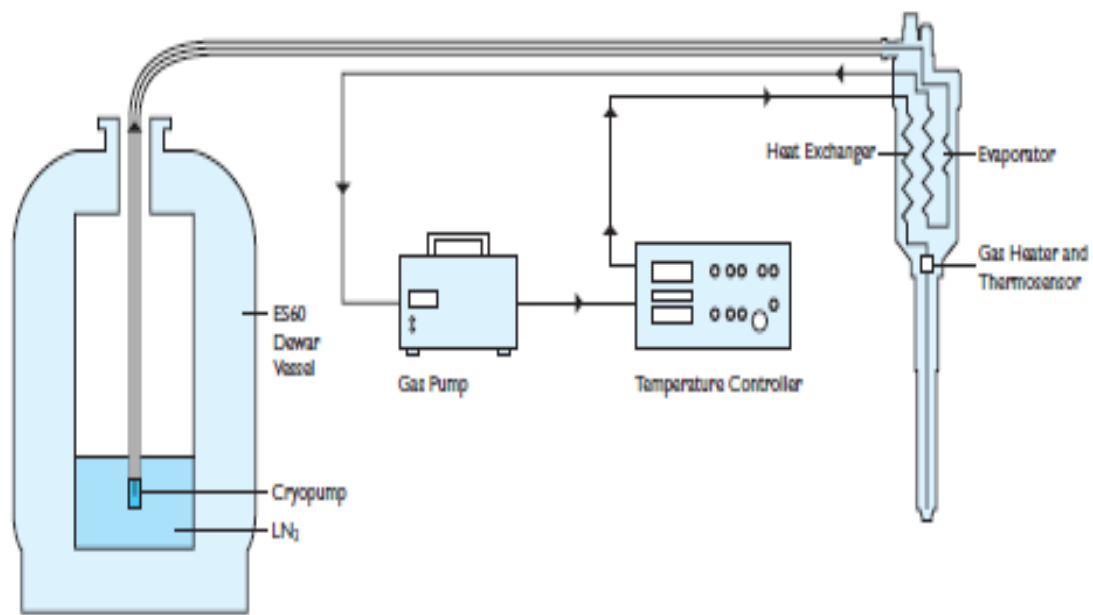 Heat Exchanger
Evaporator
Gas Heater and
Thermosensor
ES60
Dewar
Vessel
Gas Pump
Temperature Controller
Cryopump
LN₂